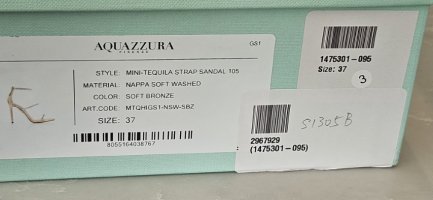 AQUAZZURA
FIRENZE
GS1
STYLE: MINI-TEQUILA STRAP SANDAL 105
MATERIAL: NAPPA SOFT WASHED
COLOR: SOFT BRONZE
ART.CODE: MTQHIGS1-NSW-SBZ
SIZE: 37
8055164038767
1475301-095
Size: 37
3
S1305B
2967929
(1475301-095)